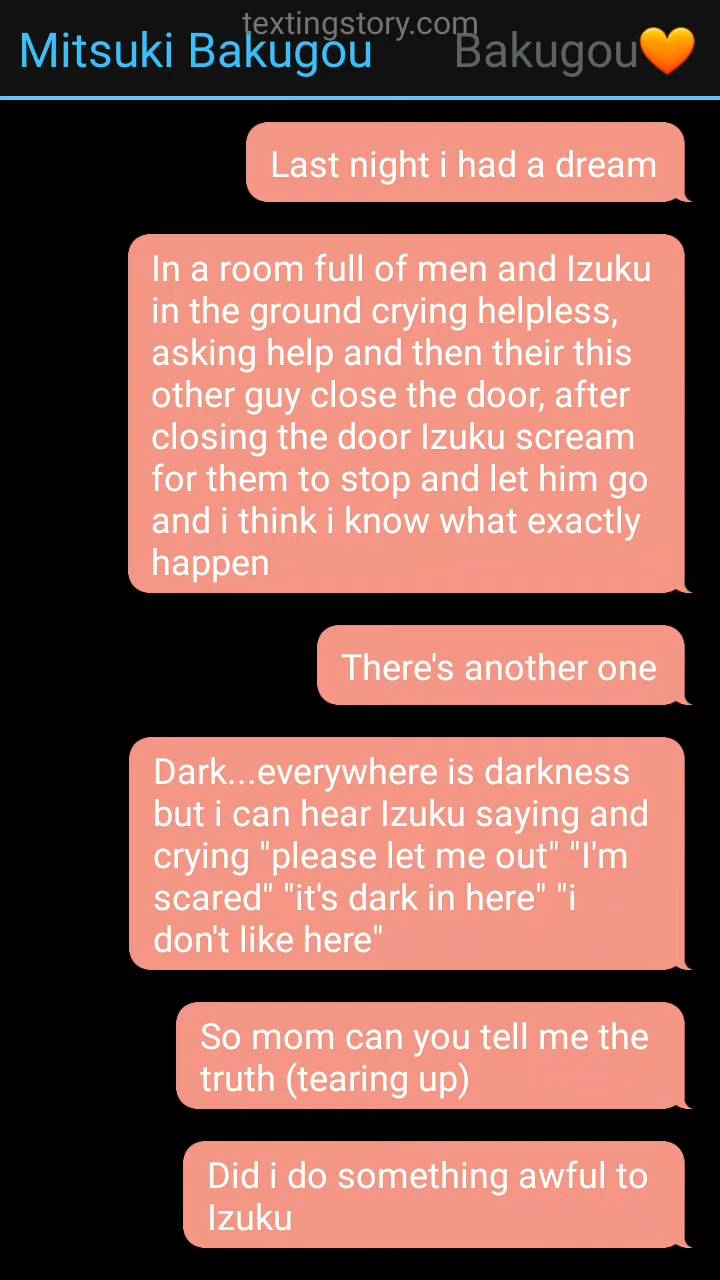 textingstory.com
Mitsuki Bakugou Bakugou🧡
Last night i had a dream
In a room full of men and Izuku
in the ground crying helpless,
asking help and then their this
other guy close the door, after
closing the door Izuku scream
for them to stop and let him go
and i think i know what exactly
happen
There's another one
Dark...everywhere is darkness
but i can hear Izuku saying and
crying "please let me out" "I'm
scared" "it's dark in here" "i
don't like here"
So mom can you tell me the
truth (tearing up)
Did i do something awful to
Izuku